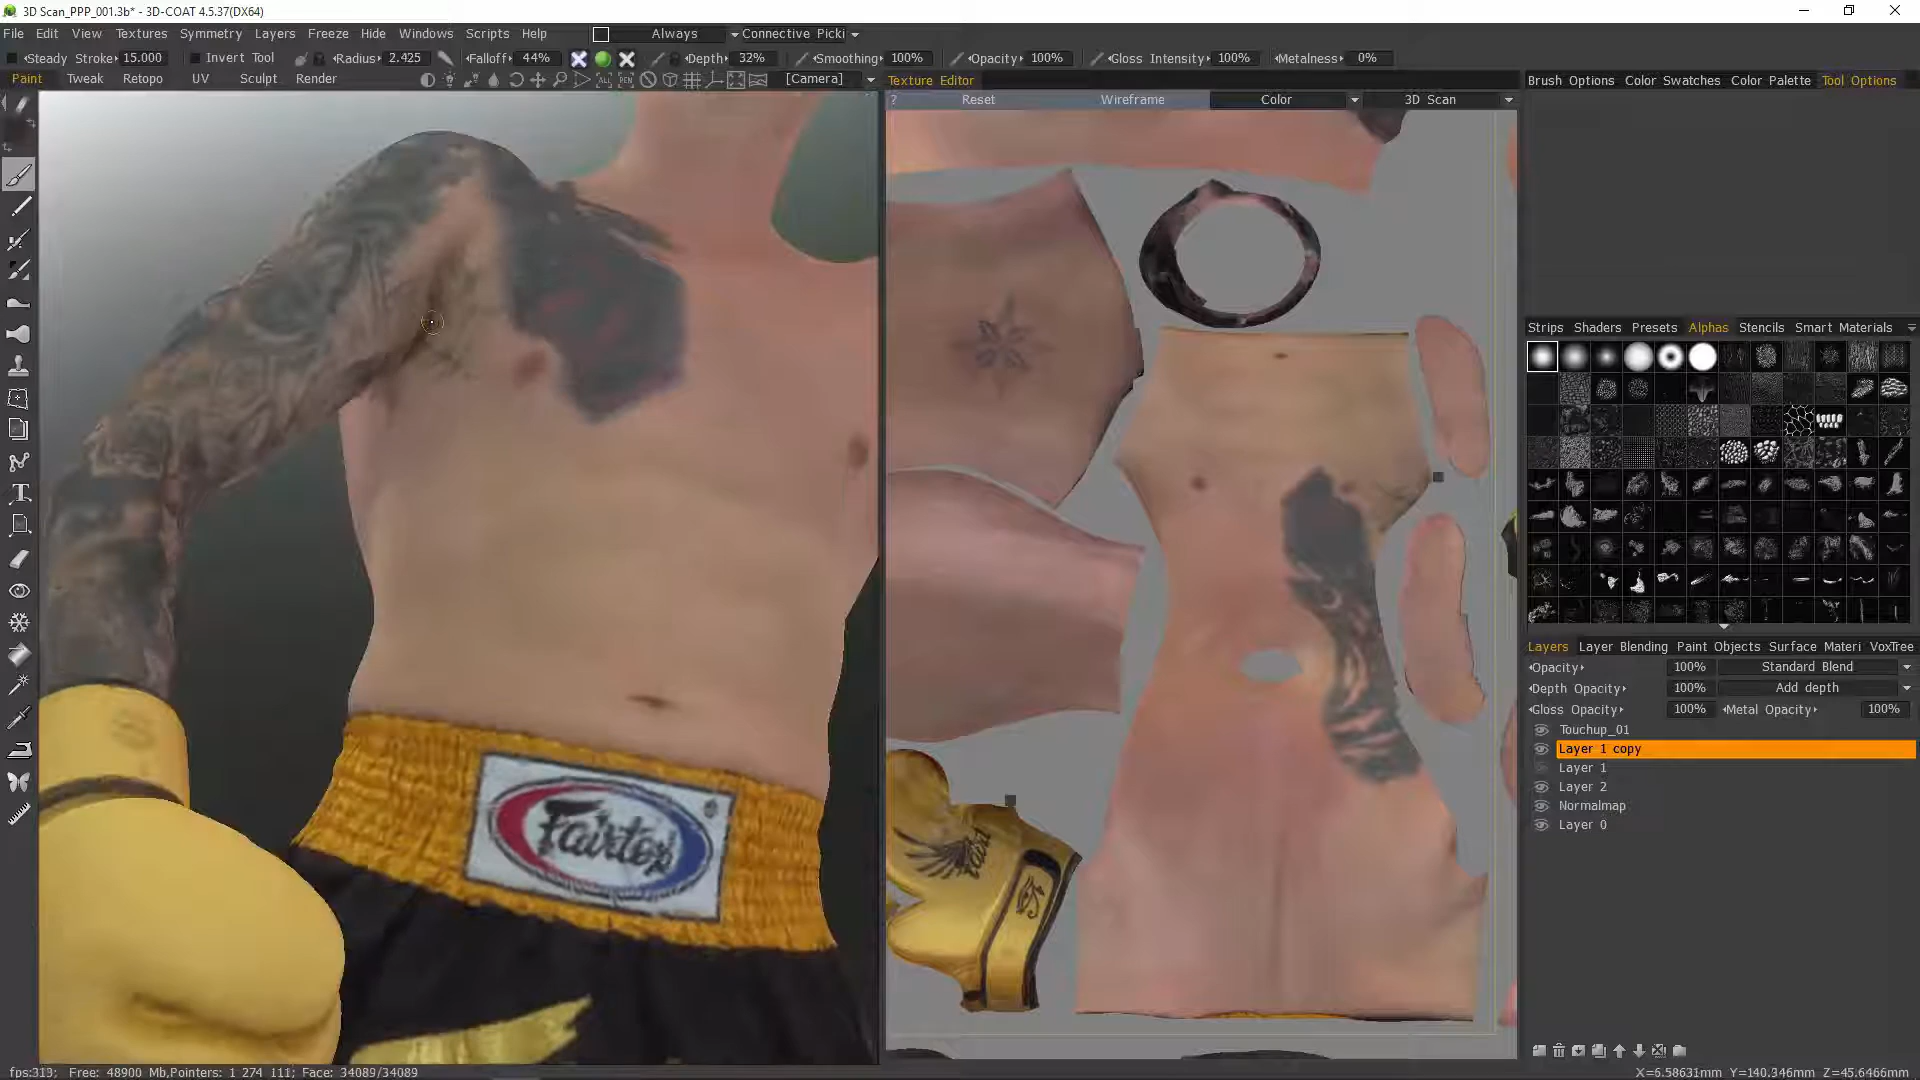 3D Scan_PPP_001.3b* - 3D-COAT 4.5.37(DX64)
File Edit View Textures Symmetry Layers Freeze Hide Windows Scripts Help Always Connective Picki
Steady Stroke 15.000 Invert Tool Radius 2.425 Falloff 44% Depth 32% Smoothing 100% Opacity 100% Gloss Intensity 100% Metalness 0%
Paint Tweak Retopo UV Sculpt Render [Camera] Texture Editor Brush Options Color Swatches Color Palette Tool Options
? Reset Wireframe Color 3D Scan
Strips Shaders Presets Alphas Stencils Smart Materials
Fairtex
Layers Layer Blending Paint Objects Surface Materi VoxTree
Opacity 100% Standard Blend
Depth Opacity 100% Add depth
Gloss Opacity 100% Metal Opacity 100%
Touchup_01
Layer 1 copy
Layer 1
Layer 2
Normalmap
Layer 0
fps:313; Free: 48900 Mb,Pointers: 1 274 111; Face: 34089/34089 X=6.58631mm Y=140.346mm Z=45.6466mm